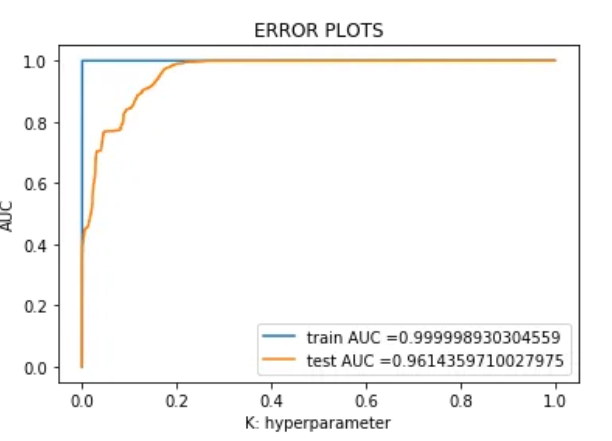 ERROR PLOTS
1.0
0.8
0.6
0.4
0.2
0.0
AUC
train AUC =0.999998930304559
test AUC =0.9614359710027975
0.0 0.2 0.4 0.6 0.8 1.0
K: hyperparameter